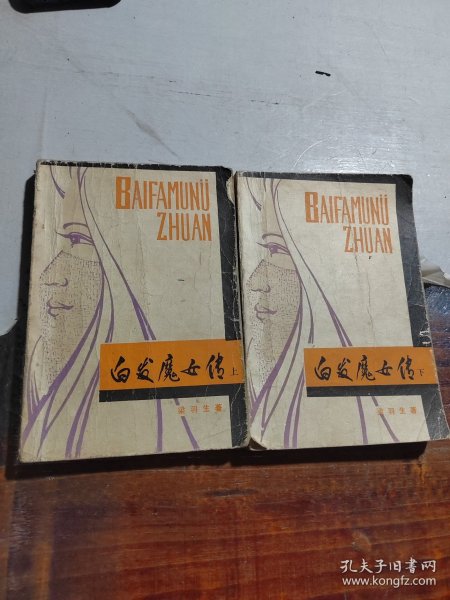 BAIFAMUNÜ
ZHUAN
白发魔女传 上
梁羽生著
BAIFAMUNÜ
ZHUAN
白发魔女传 下
梁羽生著
孔夫子旧书网
www.kongfz.com